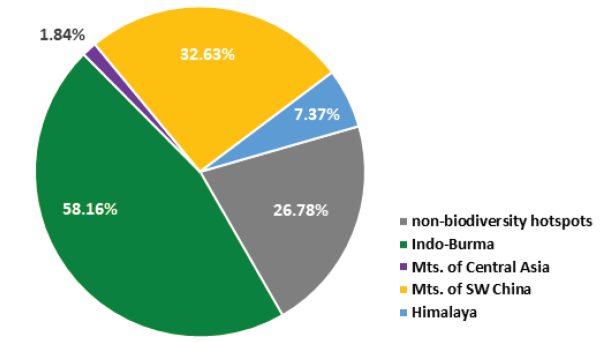 1.84%
32.63%
7.37%
58.16%
26.78%
non-biodiversity hotspots
Indo-Burma
Mts. of Central Asia
Mts. of SW China
Himalaya